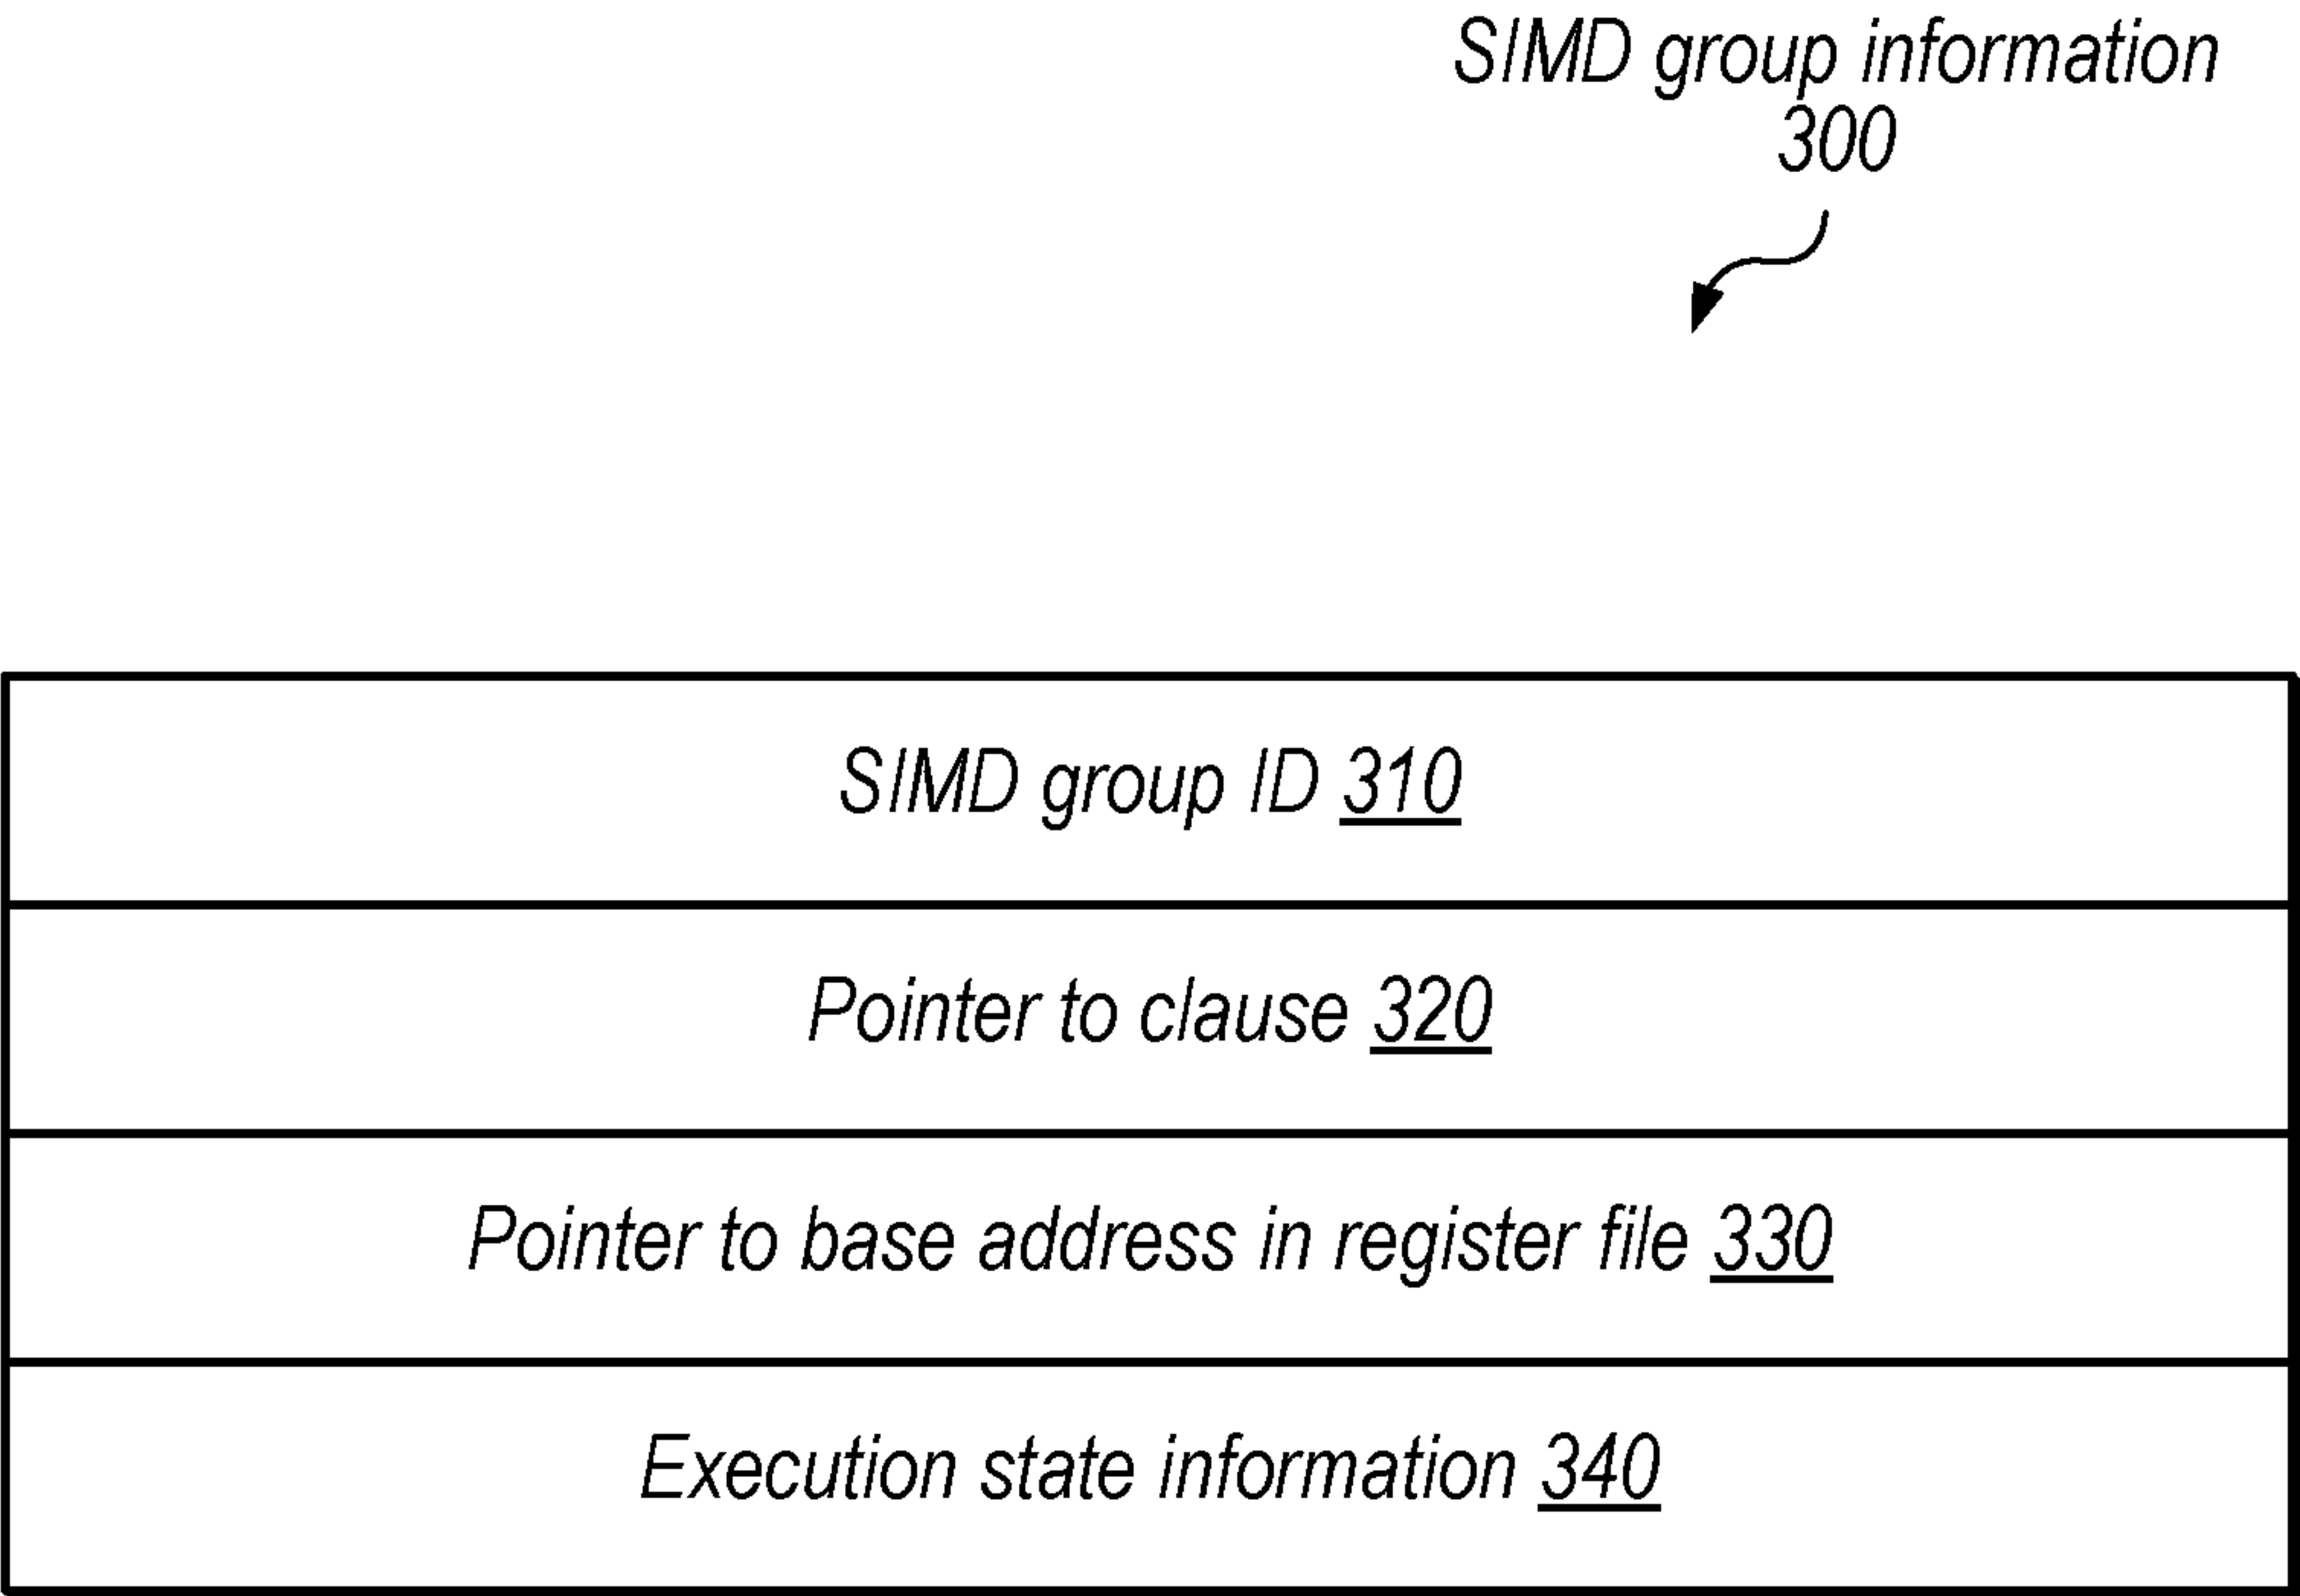 SIMD group information
300
SIMD group ID 310
Pointer to clause 320
Pointer to base address in register file 330
Execution state information 340